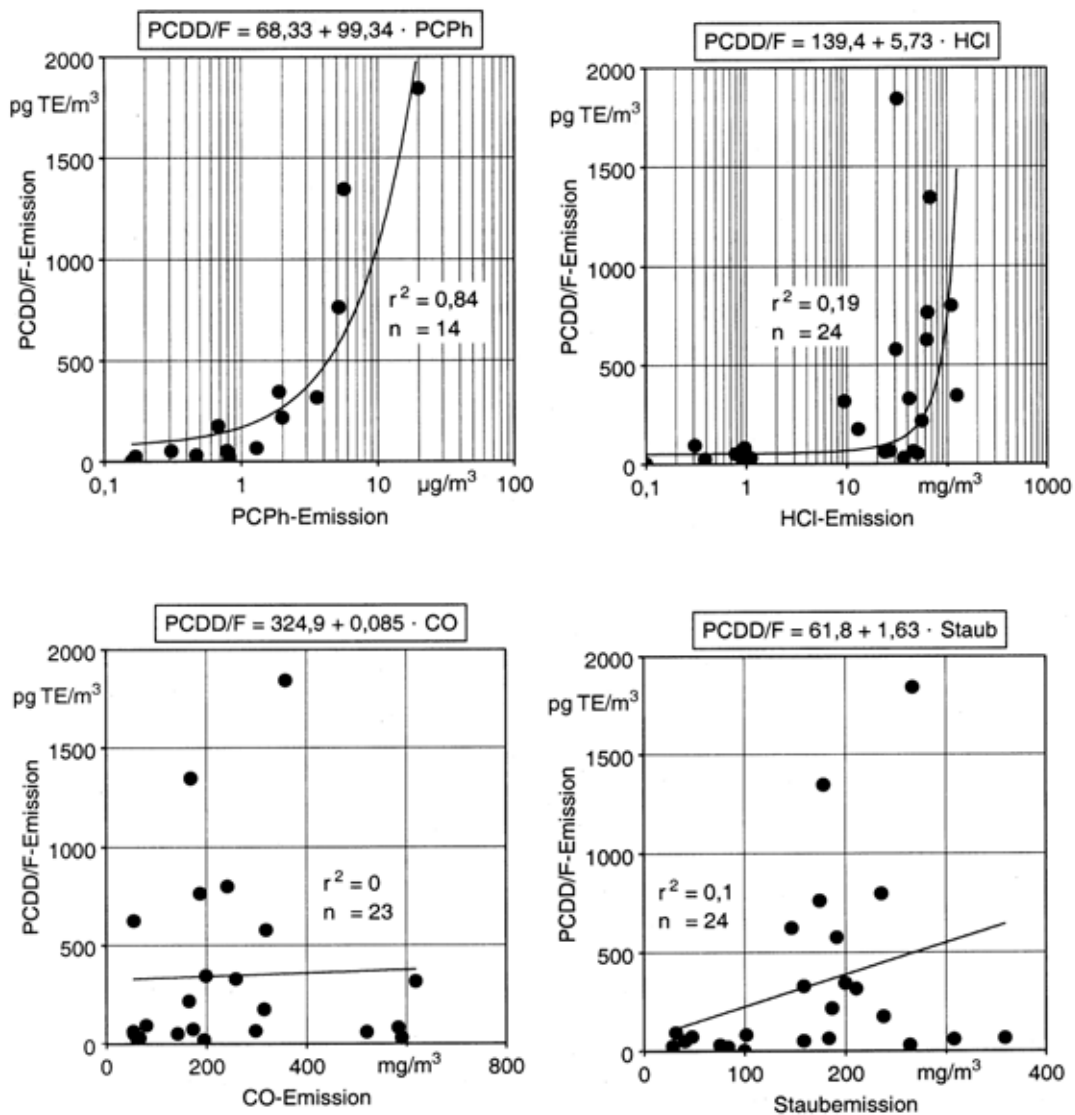 PCDD/F = 68,33 + 99,34 · PCPh
2000
pg TE/m³
1500
1000
500
0
PCDD/F-Emission
r² = 0,84
n = 14
0,1 1 10 µg/m³ 100
PCPh-Emission
PCDD/F = 139,4 + 5,73 · HCl
2000
pg TE/m³
1500
1000
500
0
PCDD/F-Emission
r² = 0,19
n = 24
0,1 1 10 mg/m³ 1000
HCl-Emission
PCDD/F = 324,9 + 0,085 · CO
2000
pg TE/m³
1500
1000
500
0
PCDD/F-Emission
r² = 0
n = 23
0 200 400 mg/m³ 800
CO-Emission
PCDD/F = 61,8 + 1,63 · Staub
2000
pg TE/m³
1500
1000
500
0
PCDD/F-Emission
r² = 0,1
n = 24
0 100 200 mg/m³ 400
Staubemission